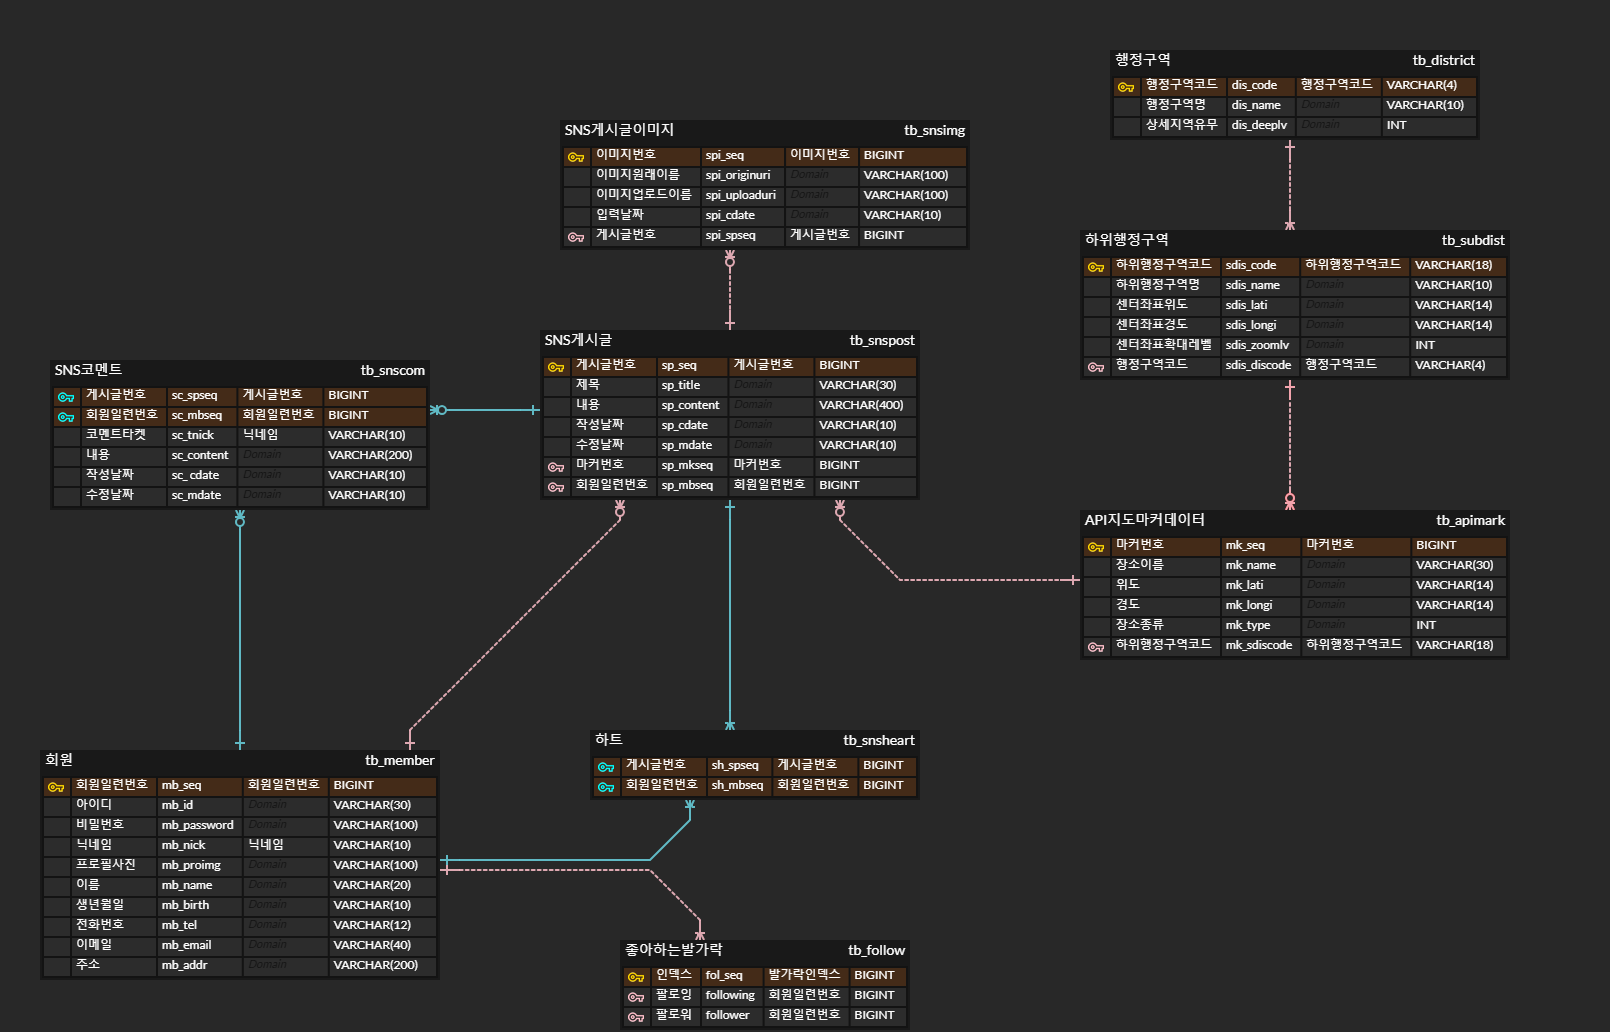 행정구역 tb_district
행정구역코드 dis_code 행정구역코드 VARCHAR(4)
행정구역명 dis_name Domain VARCHAR(10)
상세지역유무 dis_deeplv Domain INT
SNS게시글이미지 tb_snsimg
이미지번호 spi_seq 이미지번호 BIGINT
이미지원래이름 spi_originuri Domain VARCHAR(100)
이미지업로드이름 spi_uploaduri Domain VARCHAR(100)
입력날짜 spi_cdate Domain VARCHAR(10)
게시글번호 spi_spseq 게시글번호 BIGINT
하위행정구역 tb_subdist
하위행정구역코드 sdis_code 하위행정구역코드 VARCHAR(18)
하위행정구역명 sdis_name Domain VARCHAR(10)
센터좌표위도 sdis_lati Domain VARCHAR(14)
센터좌표경도 sdis_longi Domain VARCHAR(14)
센터좌표확대레벨 sdis_zoomlv Domain INT
행정구역코드 sdis_discode 행정구역코드 VARCHAR(4)
SNS게시글 tb_snspost
게시글번호 sp_seq 게시글번호 BIGINT
제목 sp_title Domain VARCHAR(30)
내용 sp_content Domain VARCHAR(400)
작성날짜 sp_cdate Domain VARCHAR(10)
수정날짜 sp_mdate Domain VARCHAR(10)
마커번호 sp_mkseq 마커번호 BIGINT
회원일련번호 sp_mbseq 회원일련번호 BIGINT
SNS코멘트 tb_snscom
게시글번호 sc_spseq 게시글번호 BIGINT
회원일련번호 sc_mbseq 회원일련번호 BIGINT
코멘트타켓 sc_tnick 닉네임 VARCHAR(10)
내용 sc_content Domain VARCHAR(200)
작성날짜 sc_cdate Domain VARCHAR(10)
수정날짜 sc_mdate Domain VARCHAR(10)
API지도마커데이터 tb_apimark
마커번호 mk_seq 마커번호 BIGINT
장소이름 mk_name Domain VARCHAR(30)
위도 mk_lati Domain VARCHAR(14)
경도 mk_longi Domain VARCHAR(14)
장소종류 mk_type Domain INT
하위행정구역코드 mk_sdiscode 하위행정구역코드 VARCHAR(18)
회원 tb_member
회원일련번호 mb_seq 회원일련번호 BIGINT
아이디 mb_id Domain VARCHAR(30)
비밀번호 mb_password Domain VARCHAR(100)
닉네임 mb_nick 닉네임 VARCHAR(10)
프로필사진 mb_proimg Domain VARCHAR(100)
이름 mb_name Domain VARCHAR(20)
생년월일 mb_birth Domain VARCHAR(10)
전화번호 mb_tel Domain VARCHAR(12)
이메일 mb_email Domain VARCHAR(40)
주소 mb_addr Domain VARCHAR(200)
하트 tb_snsheart
게시글번호 sh_spseq 게시글번호 BIGINT
회원일련번호 sh_mbseq 회원일련번호 BIGINT
좋아하는발가락 tb_follow
인덱스 fol_seq 발가락인덱스 BIGINT
팔로잉 following 회원일련번호 BIGINT
팔로워 follower 회원일련번호 BIGINT